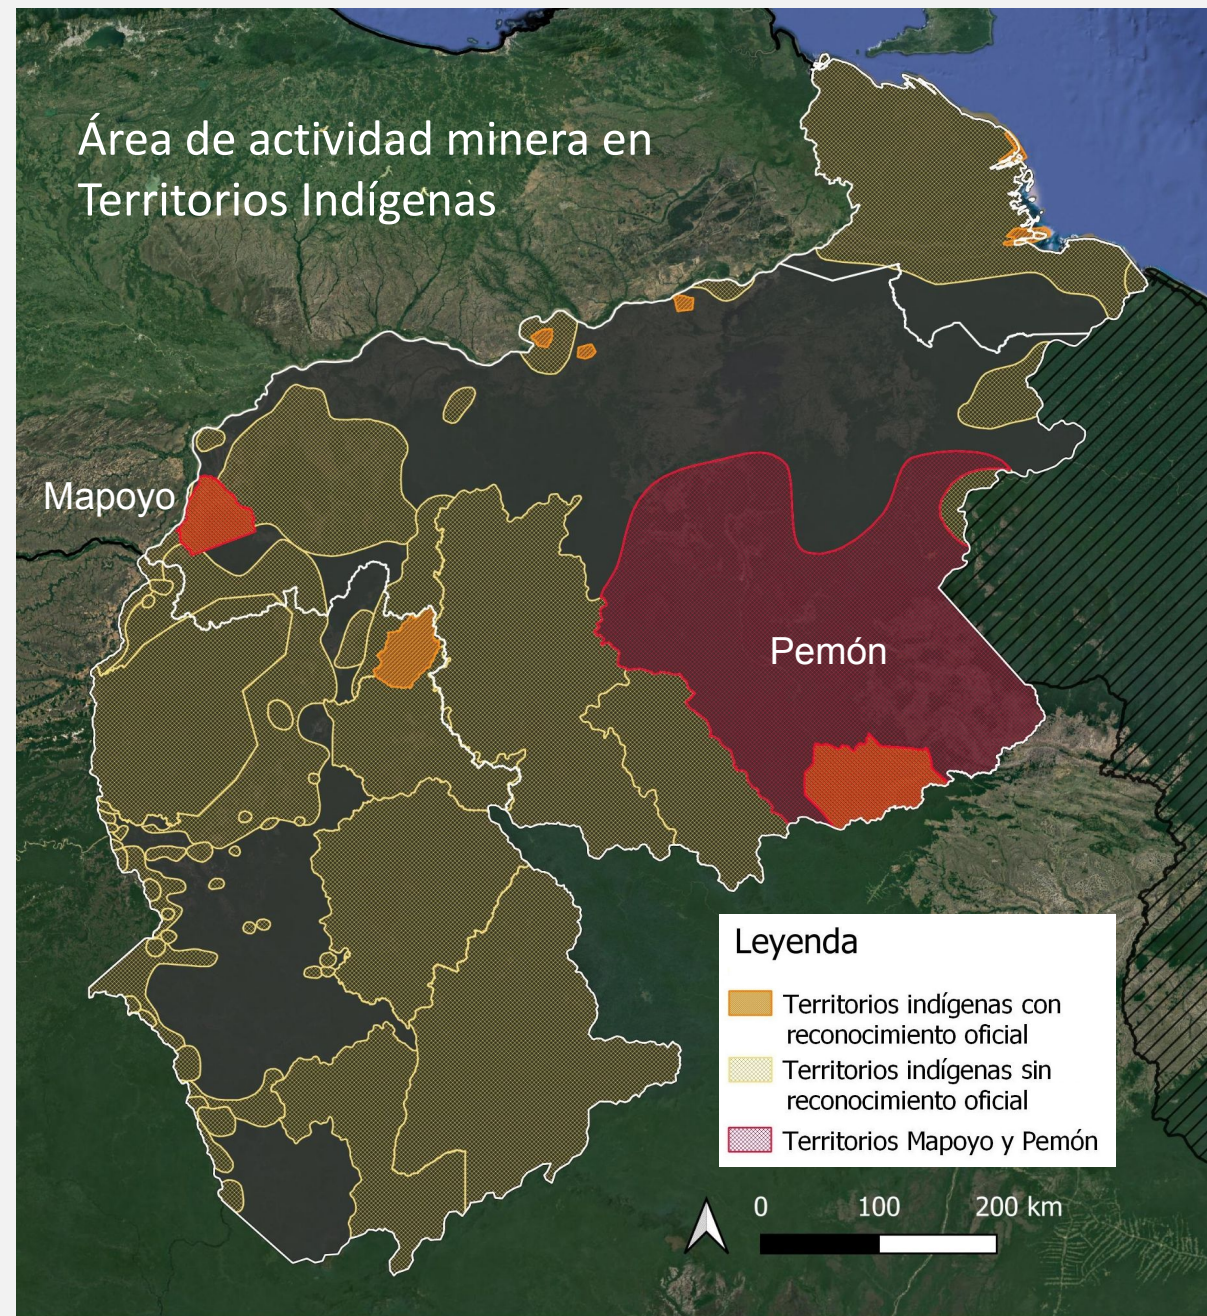 Área de actividad minera en
Territorios Indígenas
Mapoyo
Pemón
Leyenda
Territorios indígenas con
reconocimiento oficial
Territorios indígenas sin
reconocimiento oficial
Territorios Mapoyo y Pemón
0 100 200 km